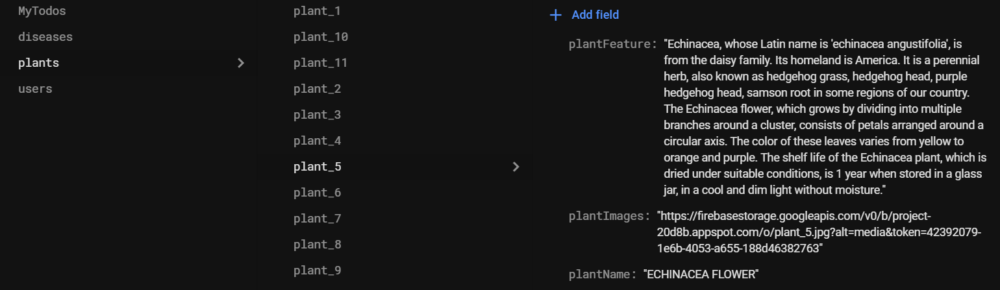 MyTodos
diseases
plants
users
plant_1
plant_10
plant_11
plant_2
plant_3
plant_4
plant_5
plant_6
plant_7
plant_8
plant_9
+ Add field
plantFeature: "Echinacea, whose Latin name is 'echinacea angustifolia', is
from the daisy family. Its homeland is America. It is a perennial
herb, also known as hedgehog grass, hedgehog head, purple
hedgehog head, samson root in some regions of our country.
The Echinacea flower, which grows by dividing into multiple
branches around a cluster, consists of petals arranged around a
circular axis. The color of these leaves varies from yellow to
orange and purple. The shelf life of the Echinacea plant, which is
dried under suitable conditions, is 1 year when stored in a glass
jar, in a cool and dim light without moisture."
plantImages: "https://firebasestorage.googleapis.com/v0/b/project-
20d8b.appspot.com/o/plant_5.jpg?alt=media&token=42392079-
1e6b-4053-a655-188d46382763"
plantName: "ECHINACEA FLOWER"